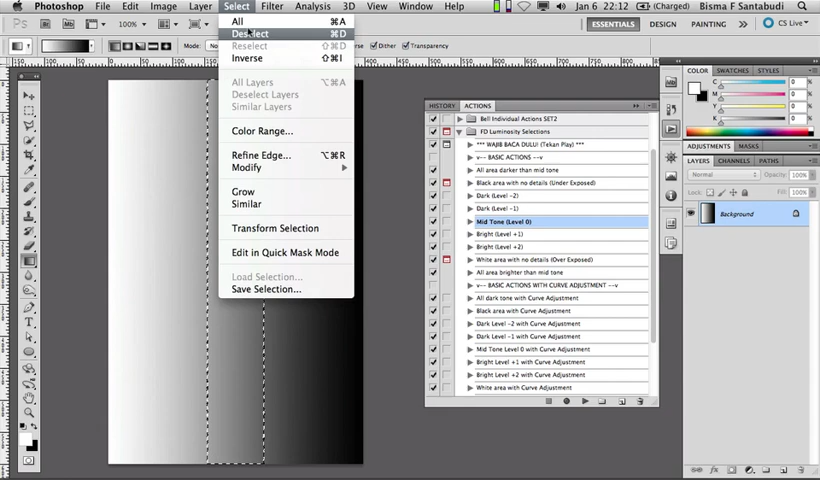 Photoshop File Edit Image Layer Select Filter Analysis 3D View Window Help Jan 6 22:12 Bisma F Santabudi
Ps 100% ESSENTIALS DESIGN PAINTING CS Live
Mode: Dither Transparency
All ⌘A
Deselect ⌘D
Reselect ⇧⌘D
Inverse ⇧⌘I
All Layers ⌥⌘A
Deselect Layers
Similar Layers
Color Range...
Refine Edge... ⌥⌘R
Modify
Grow
Similar
Transform Selection
Edit in Quick Mask Mode
Load Selection...
Save Selection...
HISTORY ACTIONS
Bell Individual Actions SET2
FD Luminosity Selections
*** WAJIB BACA DULU! (Tekan Play) ***
v-- BASIC ACTIONS --v
All area darker than mid tone
Black area with no details (Under Exposed)
Dark (Level -2)
Dark (Level -1)
Mid Tone (Level 0)
Bright (Level +1)
Bright (Level +2)
White area with no details (Over Exposed)
All area brighter than mid tone
v-- BASIC ACTIONS WITH CURVE ADJUSTMENT --v
All dark tone with Curve Adjustment
Black area with Curve Adjustment
Dark Level -2 with Curve Adjustment
Dark Level -1 with Curve Adjustment
Mid Tone Level 0 with Curve Adjustment
Bright Level +1 with Curve Adjustment
Bright Level +2 with Curve Adjustment
White area with Curve Adjustment
COLOR SWATCHES STYLES
C 0 %
M 0 %
Y 0 %
ADJUSTMENTS MASKS
LAYERS CHANNELS PATHS
Normal Opacity: 100%
Lock: Fill: 100%
Background